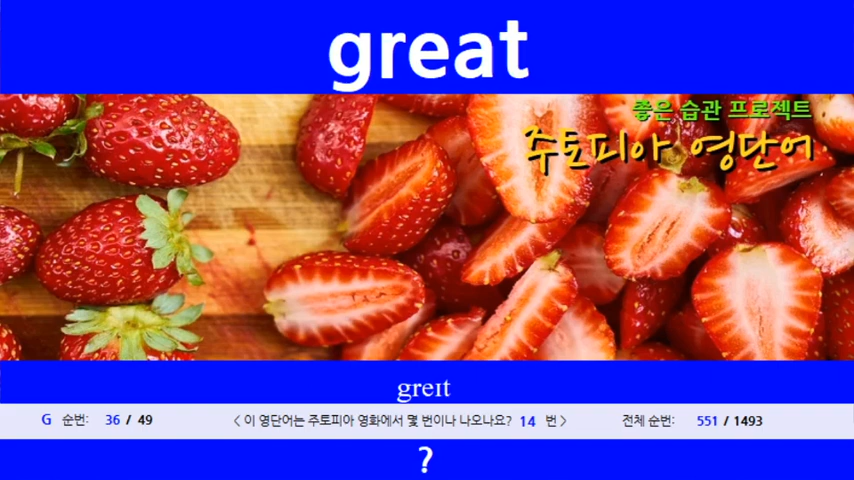 great
좋은 습관 프로젝트
주토피아 영단어
greɪt
G 순번: 36 / 49 < 이 영단어는 주토피아 영화에서 몇 번이나 나오나요? 14 번 > 전체 순번: 551 / 1493
?